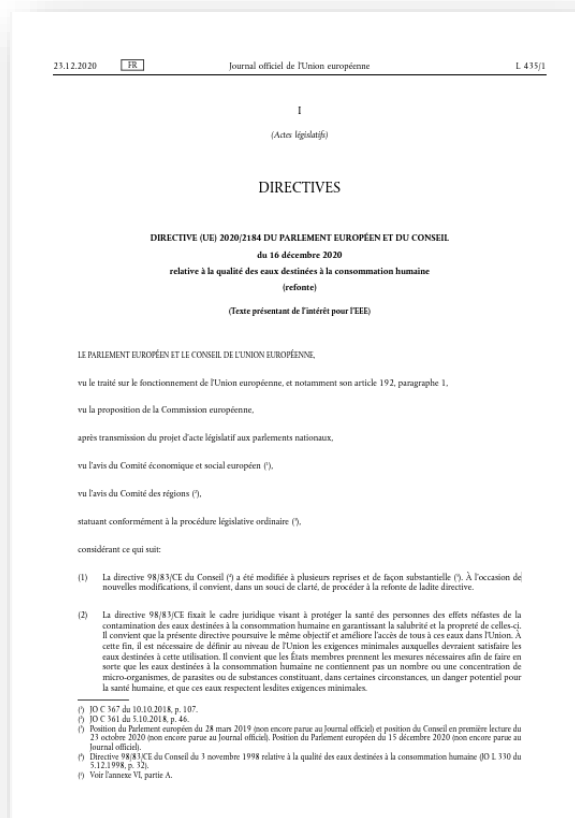 23.12.2020 FR Journal officiel de l'Union européenne L 435/1
I
(Actes législatifs)
DIRECTIVES
DIRECTIVE (UE) 2020/2184 DU PARLEMENT EUROPÉEN ET DU CONSEIL
du 16 décembre 2020
relative à la qualité des eaux destinées à la consommation humaine
(refonte)
(Texte présentant de l'intérêt pour l'EEE)
LE PARLEMENT EUROPÉEN ET LE CONSEIL DE L'UNION EUROPÉENNE,
vu le traité sur le fonctionnement de l'Union européenne, et notamment son article 192, paragraphe 1,
vu la proposition de la Commission européenne,
après transmission du projet d'acte législatif aux parlements nationaux,
vu l'avis du Comité économique et social européen (¹),
vu l'avis du Comité des régions (²),
statuant conformément à la procédure législative ordinaire (³),
considérant ce qui suit:
(1) La directive 98/83/CE du Conseil (⁴) a été modifiée à plusieurs reprises et de façon substantielle (⁵). À l'occasion de
nouvelles modifications, il convient, dans un souci de clarté, de procéder à la refonte de ladite directive.
(2) La directive 98/83/CE fixait le cadre juridique visant à protéger la santé des personnes des effets néfastes de la
contamination des eaux destinées à la consommation humaine en garantissant la salubrité et la propreté de celles-ci.
Il convient que la présente directive poursuive le même objectif et améliore l'accès de tous à ces eaux dans l'Union. À
cette fin, il est nécessaire de définir au niveau de l'Union les exigences minimales auxquelles devraient satisfaire les
eaux destinées à cette utilisation. Il convient que les États membres prennent les mesures nécessaires afin de faire en
sorte que les eaux destinées à la consommation humaine ne contiennent pas un nombre ou une concentration de
micro-organismes, de parasites ou de substances constituant, dans certaines circonstances, un danger potentiel pour
la santé humaine, et que ces eaux respectent lesdites exigences minimales.
(¹) JO C 367 du 10.10.2018, p. 107.
(²) JO C 361 du 5.10.2018, p. 46.
(³) Position du Parlement européen du 28 mars 2019 (non encore parue au Journal officiel) et position du Conseil en première lecture du
23 octobre 2020 (non encore parue au Journal officiel). Position du Parlement européen du 15 décembre 2020 (non encore parue au
Journal officiel).
(⁴) Directive 98/83/CE du Conseil du 3 novembre 1998 relative à la qualité des eaux destinées à la consommation humaine (JO L 330 du
5.12.1998, p. 32).
(⁵) Voir l'annexe VI, partie A.